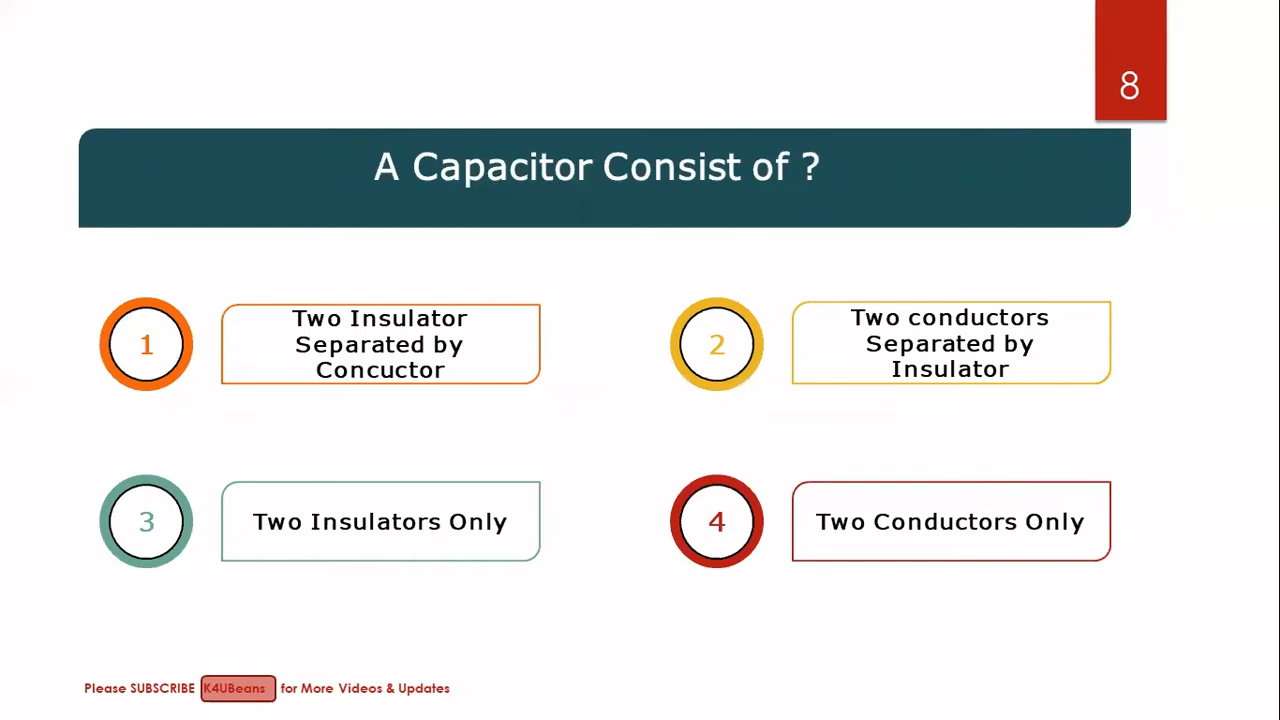 8
A Capacitor Consist of ?
1
Two Insulator
Separated by
Concuctor
2
Two conductors
Separated by
Insulator
3
Two Insulators Only
4
Two Conductors Only
Please SUBSCRIBE K4UBeans for More Videos & Updates